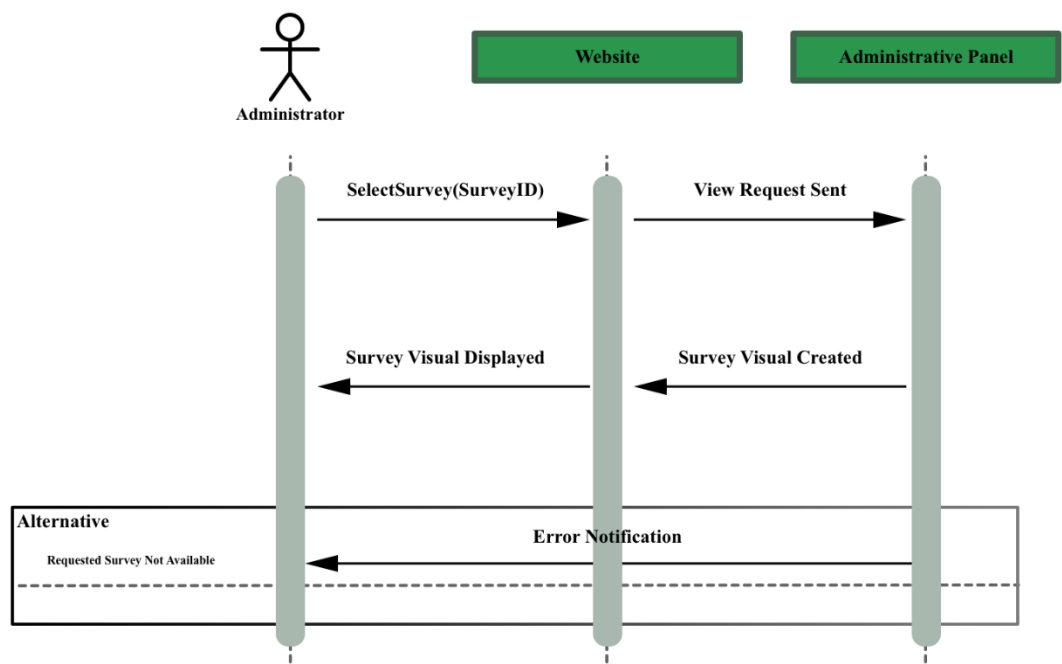 Administrator
Website
Administrative Panel
SelectSurvey(SurveyID)
View Request Sent
Survey Visual Displayed
Survey Visual Created
Alternative
Error Notification
Requested Survey Not Available